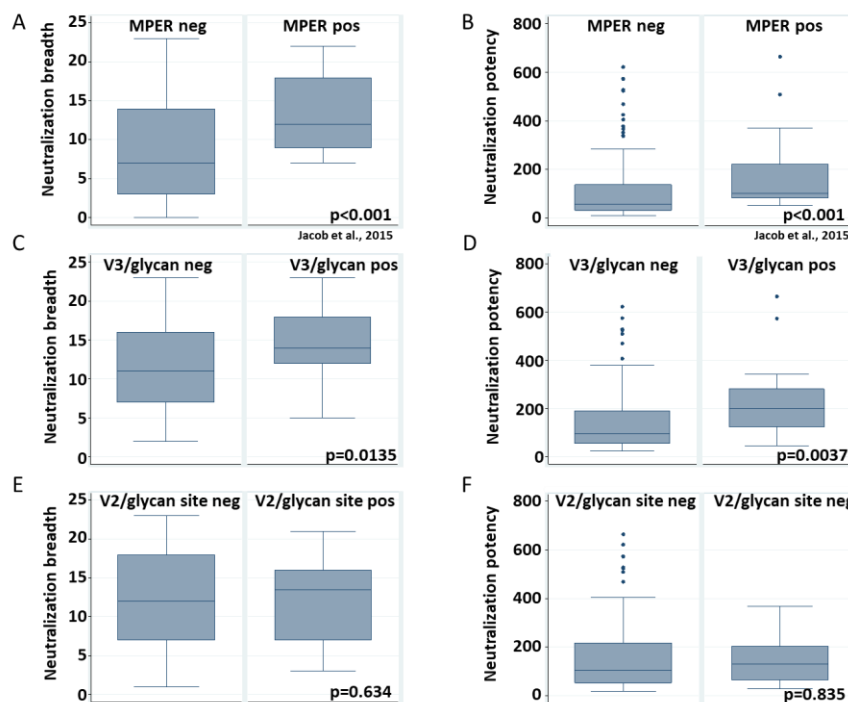 A
MPER neg
MPER pos
Neutralization breadth
25
20
15
10
5
0
p<0.001
Jacob et al., 2015
B
MPER neg
MPER pos
Neutralization potency
800
600
400
200
0
p<0.001
Jacob et al., 2015
C
V3/glycan neg
V3/glycan pos
Neutralization breadth
25
20
15
10
5
0
p=0.0135
D
V3/glycan neg
V3/glycan pos
Neutralization potency
800
600
400
200
0
p=0.0037
E
V2/glycan site neg
V2/glycan site pos
Neutralization breadth
25
20
15
10
5
0
p=0.634
F
V2/glycan site neg
V2/glycan site neg
Neutralization potency
800
600
400
200
0
p=0.835